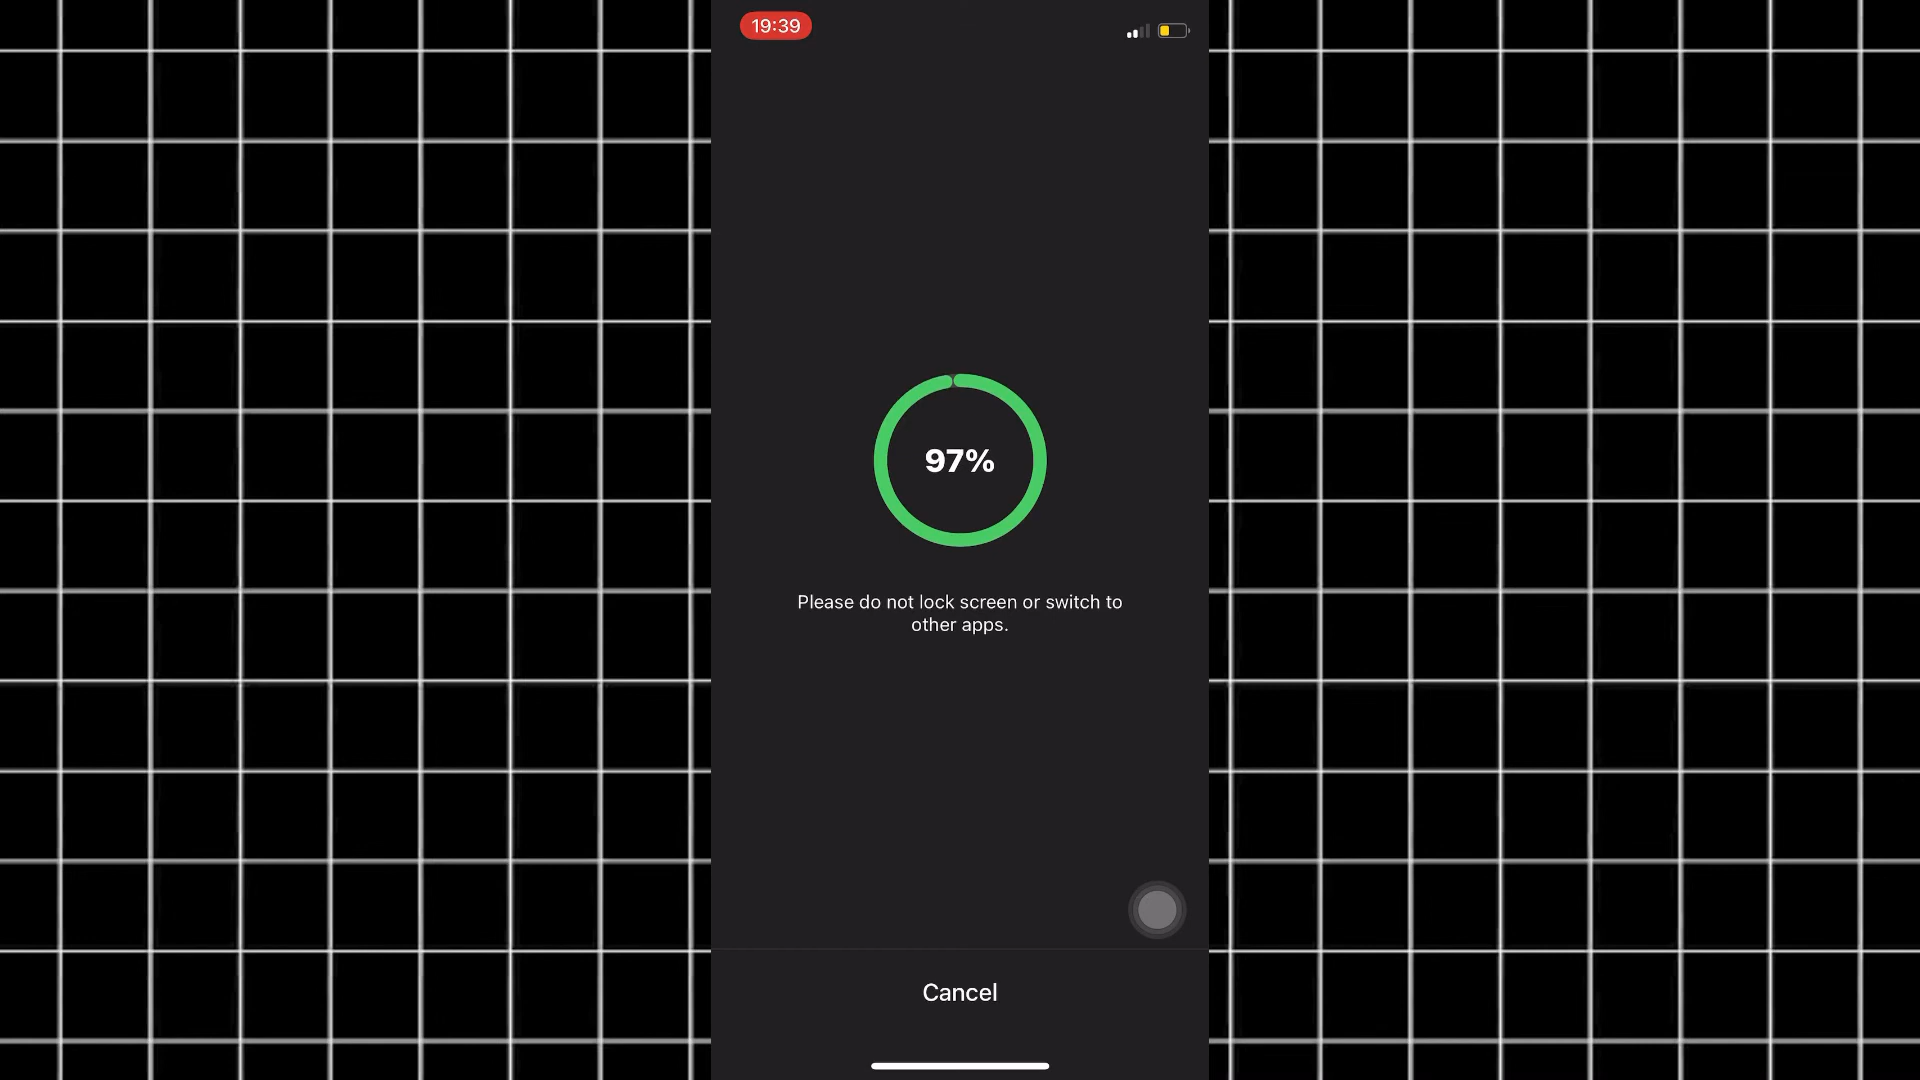 19:39
97%
Please do not lock screen or switch to
other apps.
Cancel